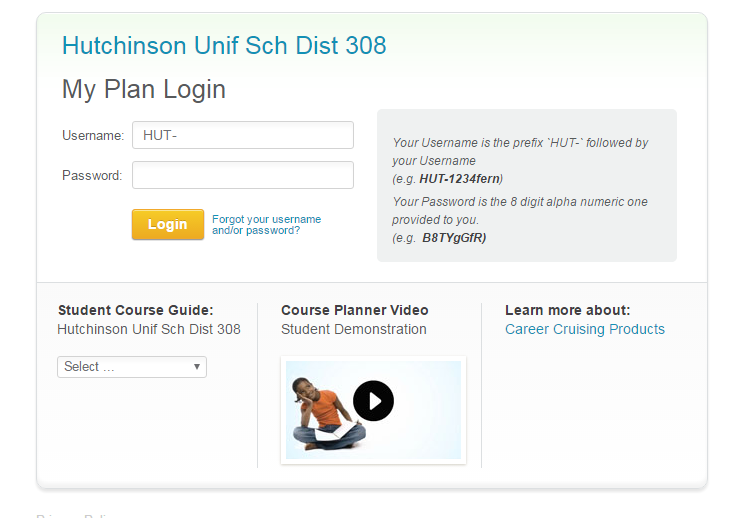 Hutchinson Unif Sch Dist 308
My Plan Login
Username: HUT-
Password:
Login
Forgot your username
and/or password?
Your Username is the prefix `HUT-` followed by
your Username
(e.g. HUT-1234fern)
Your Password is the 8 digit alpha numeric one
provided to you.
(e.g. B8TYgGfR)
Student Course Guide:
Hutchinson Unif Sch Dist 308
Select ...
Course Planner Video
Student Demonstration
Learn more about:
Career Cruising Products